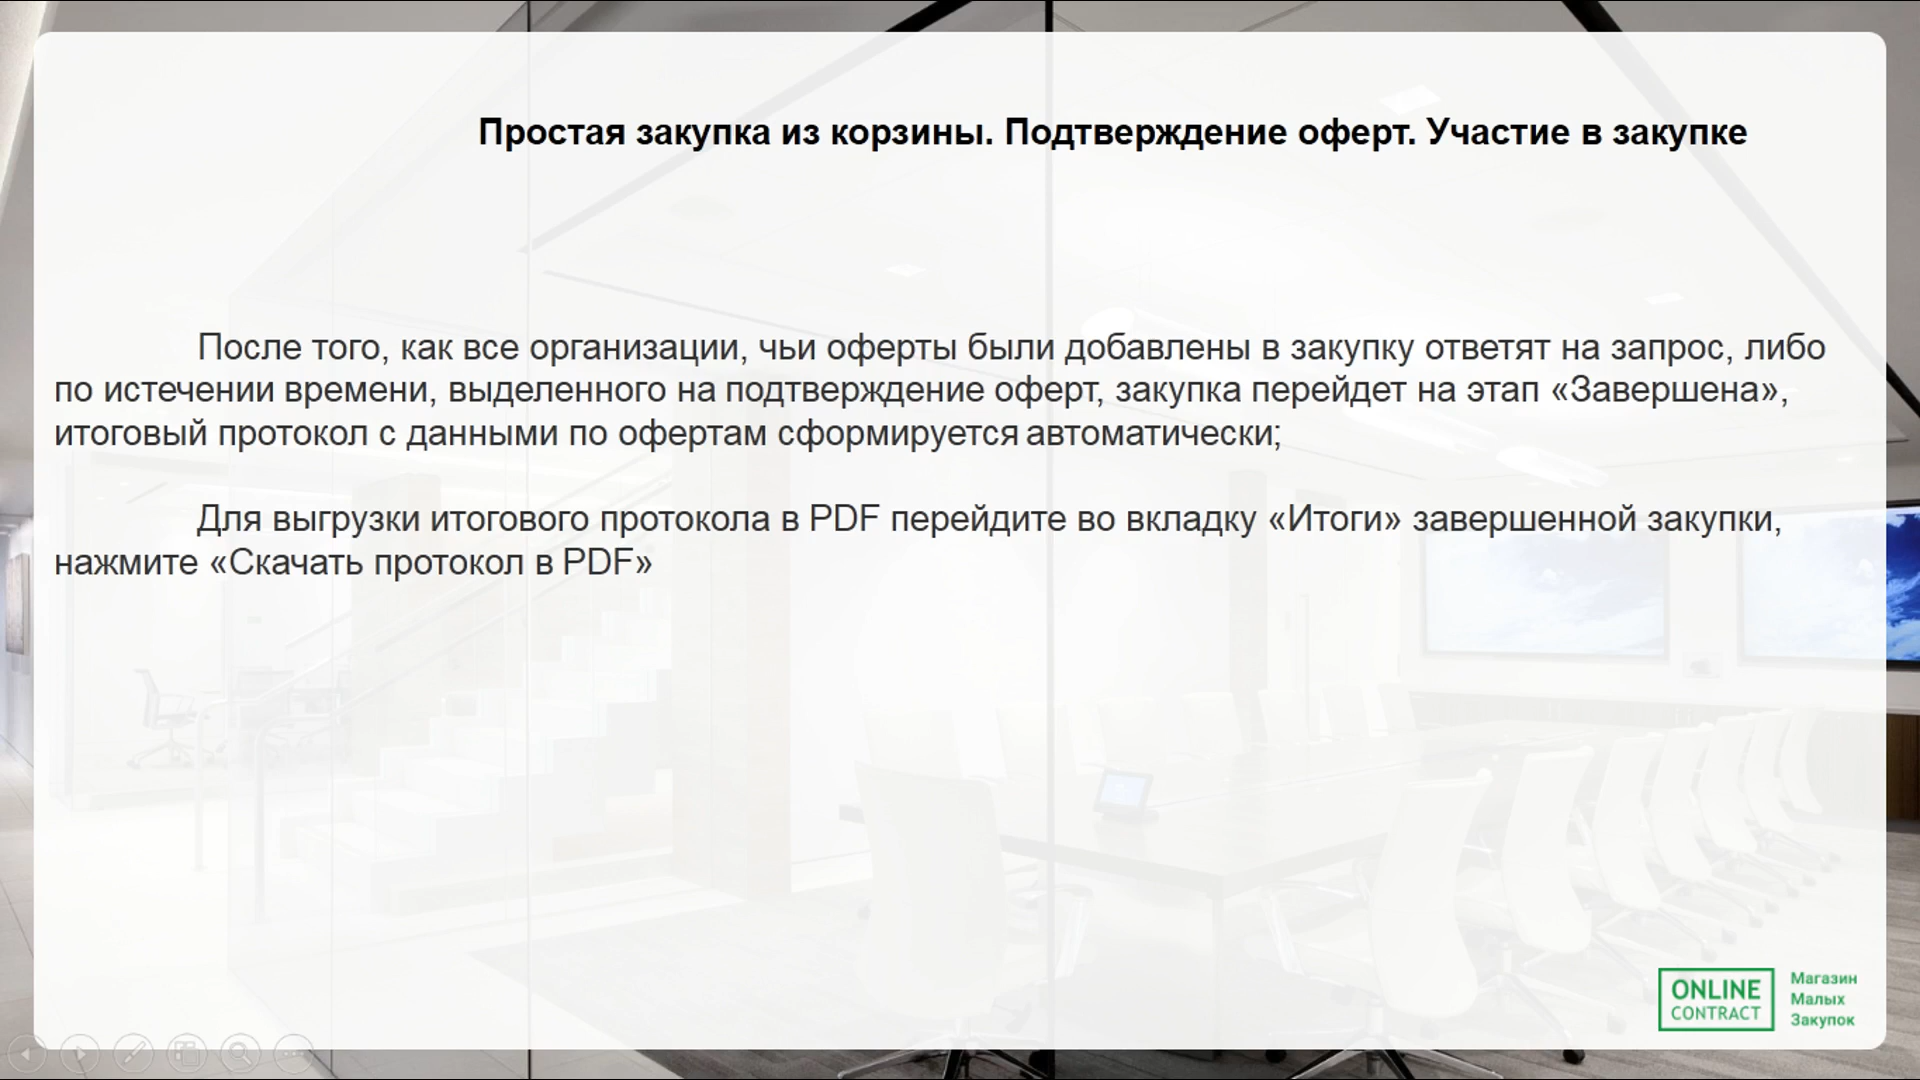 Простая закупка из корзины. Подтверждение оферт. Участие в закупке
После того, как все организации, чьи оферты были добавлены в закупку ответят на запрос, либо
по истечении времени, выделенного на подтверждение оферт, закупка перейдет на этап «Завершена»,
итоговый протокол с данными по офертам сформируется автоматически;
Для выгрузки итогового протокола в PDF перейдите во вкладку «Итоги» завершенной закупки,
нажмите «Скачать протокол в PDF»
ONLINE
CONTRACT
Магазин
Малых
Закупок